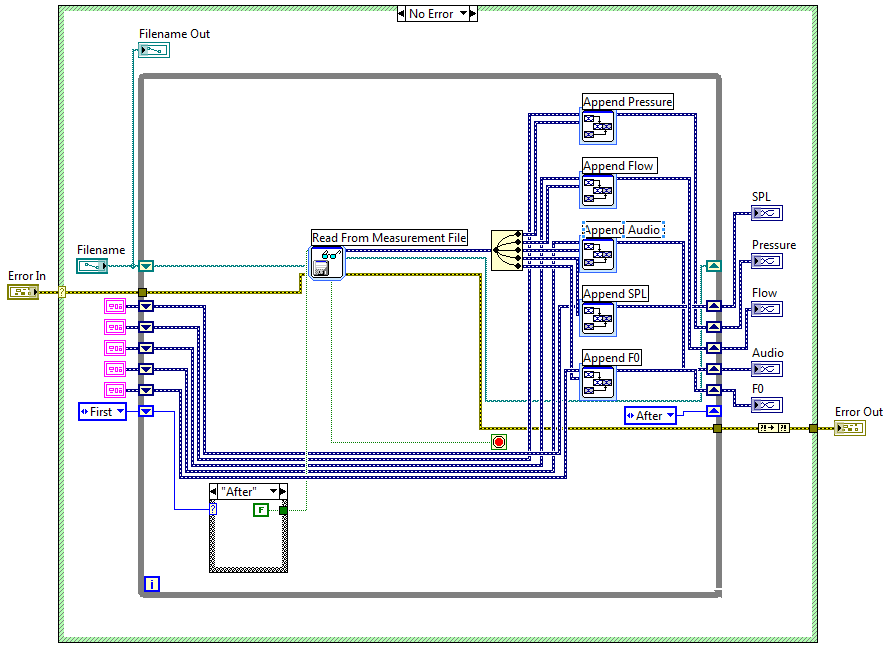 No Error
Filename Out
Append Pressure
Append Flow
SPL
Append Audio
Read From Measurement File
Pressure
Filename
Error In
Append SPL
Flow
Append F0
Audio
F0
First
After
Error Out
"After"
F
i